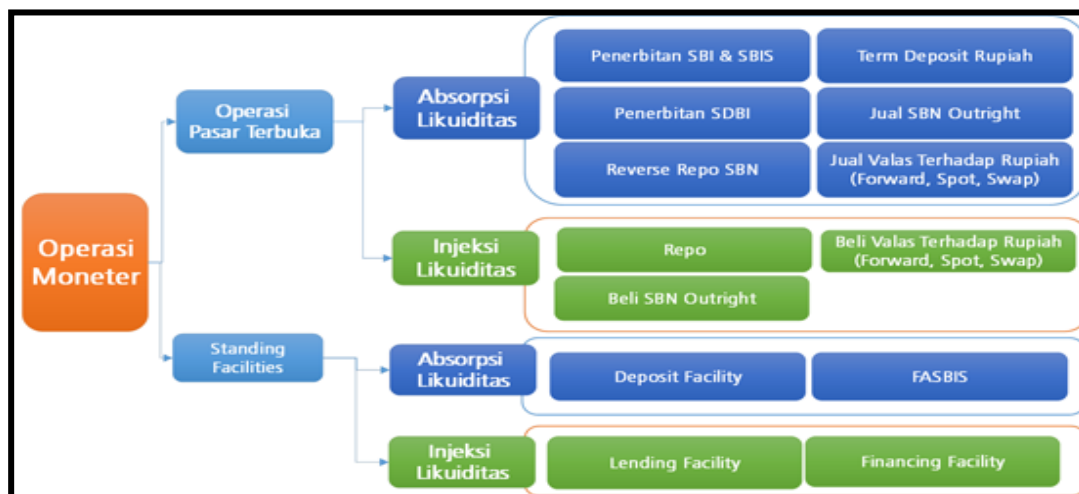 Operasi
Moneter
Operasi
Pasar Terbuka
Absorpsi
Likuiditas
Penerbitan SBI & SBIS
Term Deposit Rupiah
Penerbitan SDBI
Jual SBN Outright
Reverse Repo SBN
Jual Valas Terhadap Rupiah
(Forward, Spot, Swap)
Injeksi
Likuiditas
Repo
Beli Valas Terhadap Rupiah
(Forward, Spot, Swap)
Beli SBN Outright
Standing
Facilities
Absorpsi
Likuiditas
Deposit Facility
FASBIS
Injeksi
Likuiditas
Lending Facility
Financing Facility